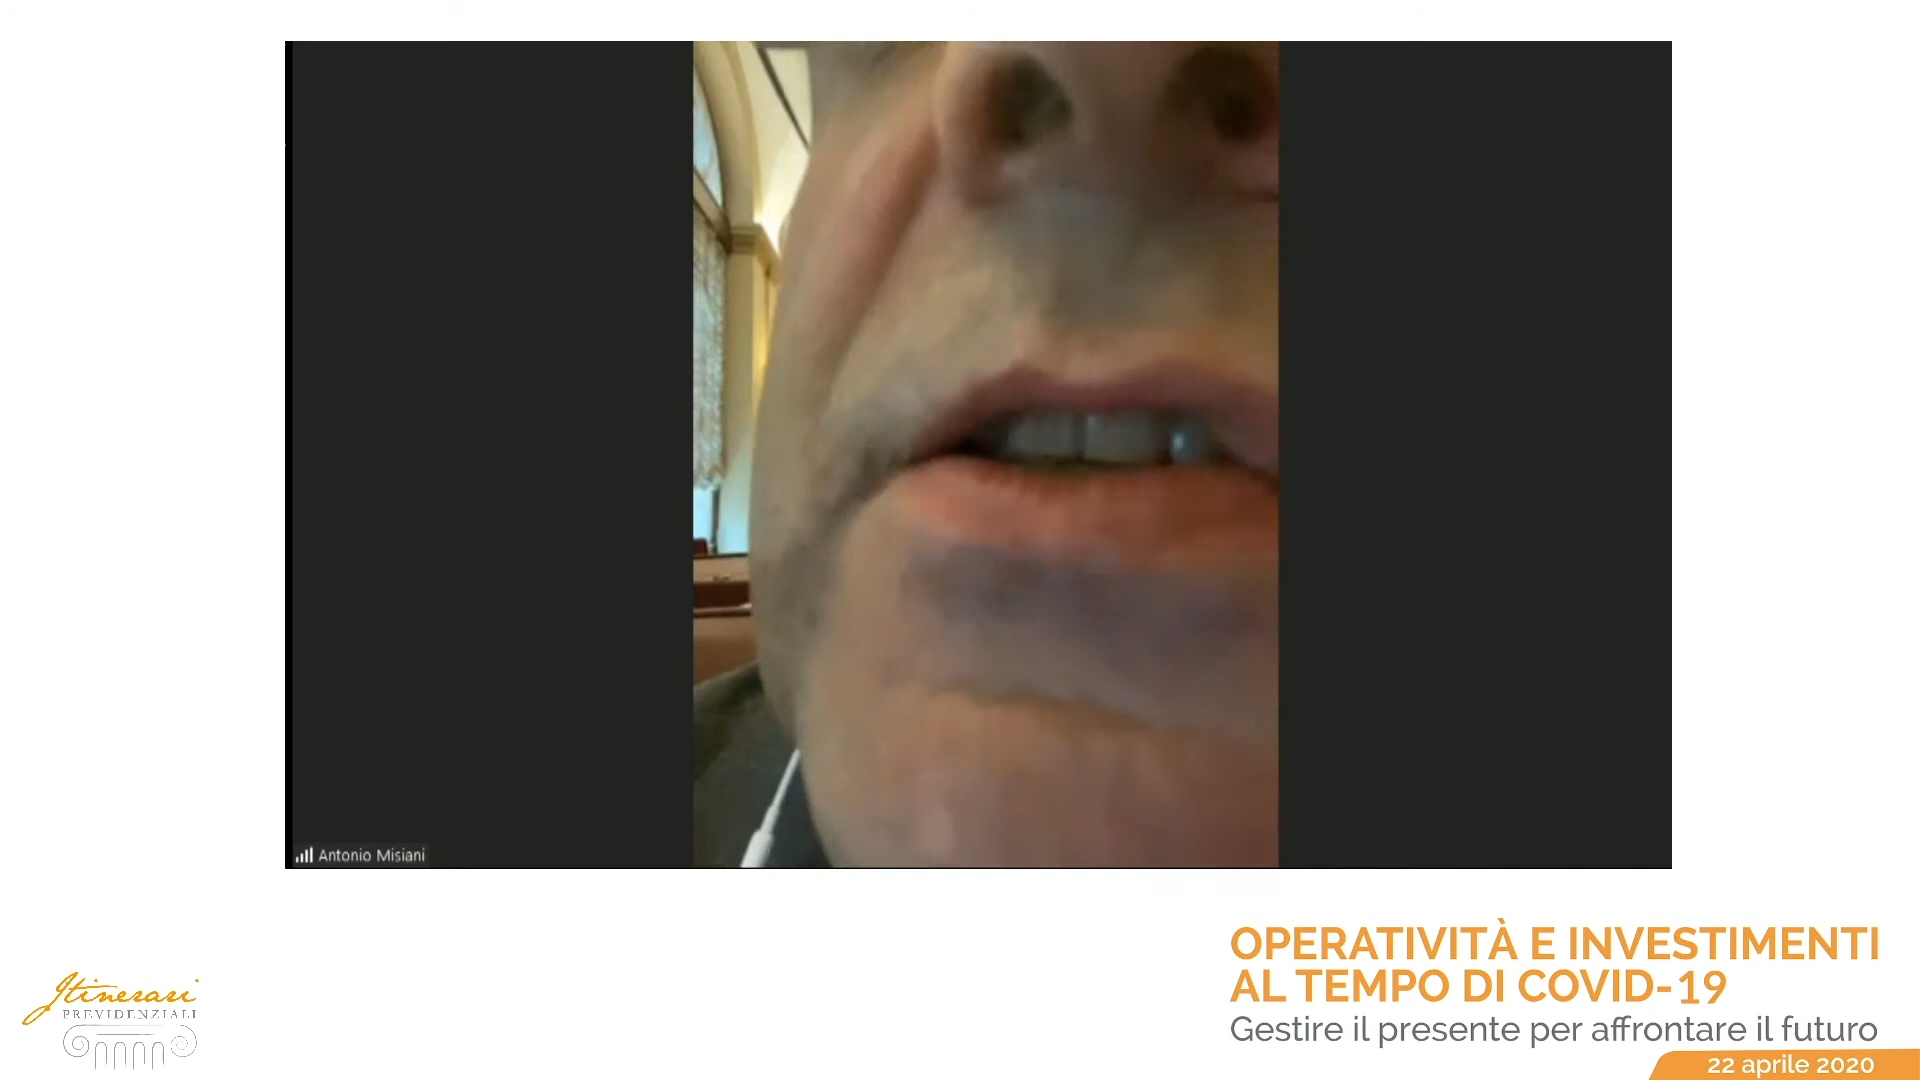 Antonio Misiani
Itinerari
PREVIDENZIALI
OPERATIVITÀ E INVESTIMENTI
AL TEMPO DI COVID-19
Gestire il presente per affrontare il futuro
22 aprile 2020